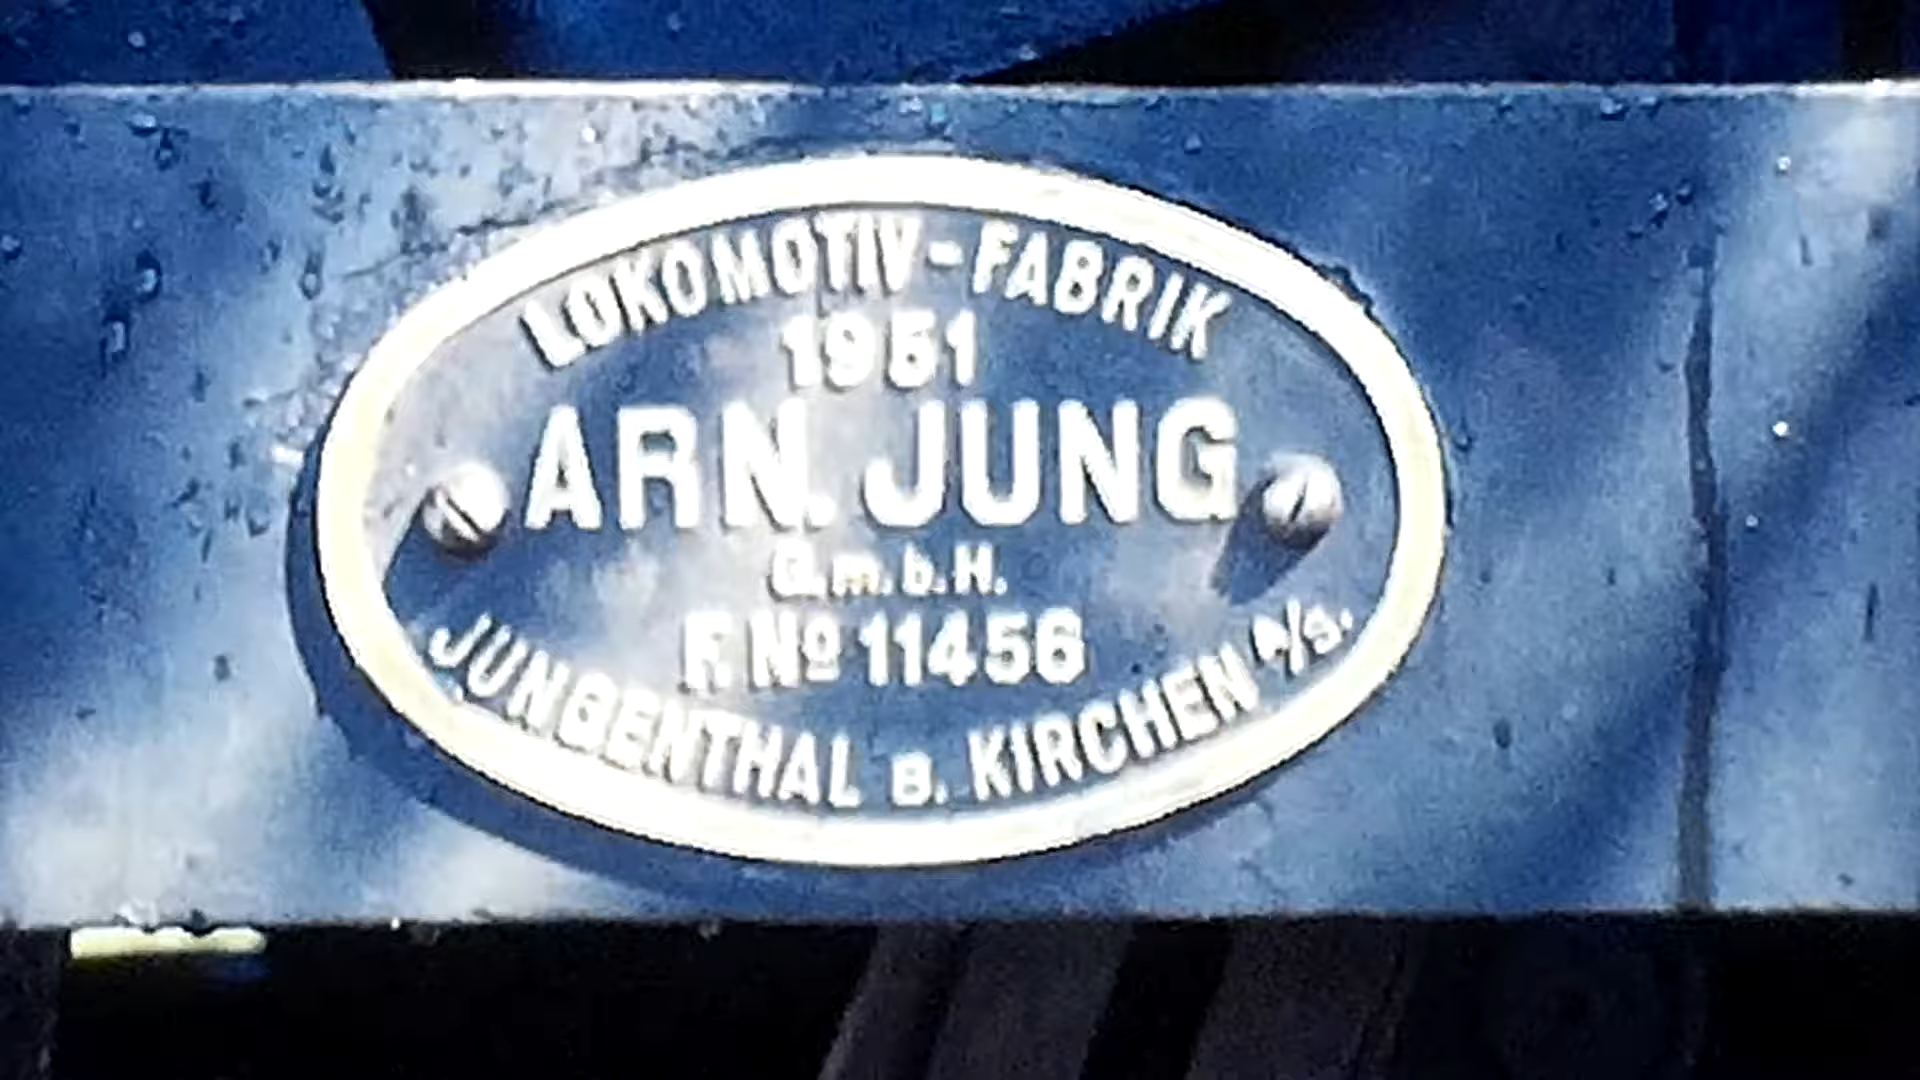 LOKOMOTIV-FABRIK
1951
ARN. JUNG
G.m.b.H.
F. Nº 11456
JUNGENTHAL B. KIRCHEN a/S.